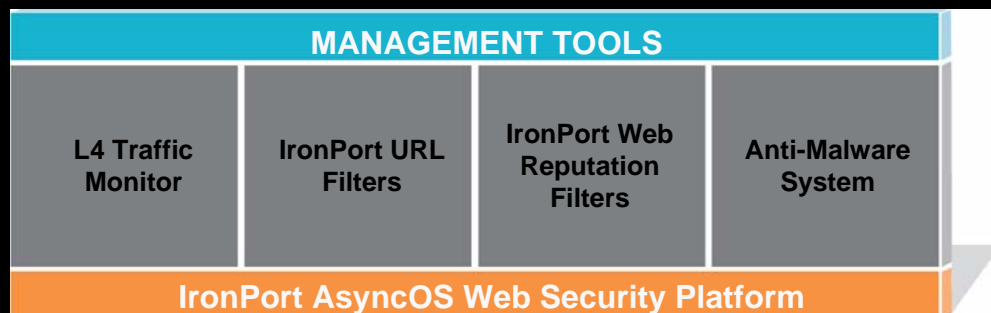 MANAGEMENT TOOLS
L4 Traffic
Monitor
IronPort URL
Filters
IronPort Web
Reputation
Filters
Anti-Malware
System
IronPort AsyncOS Web Security Platform